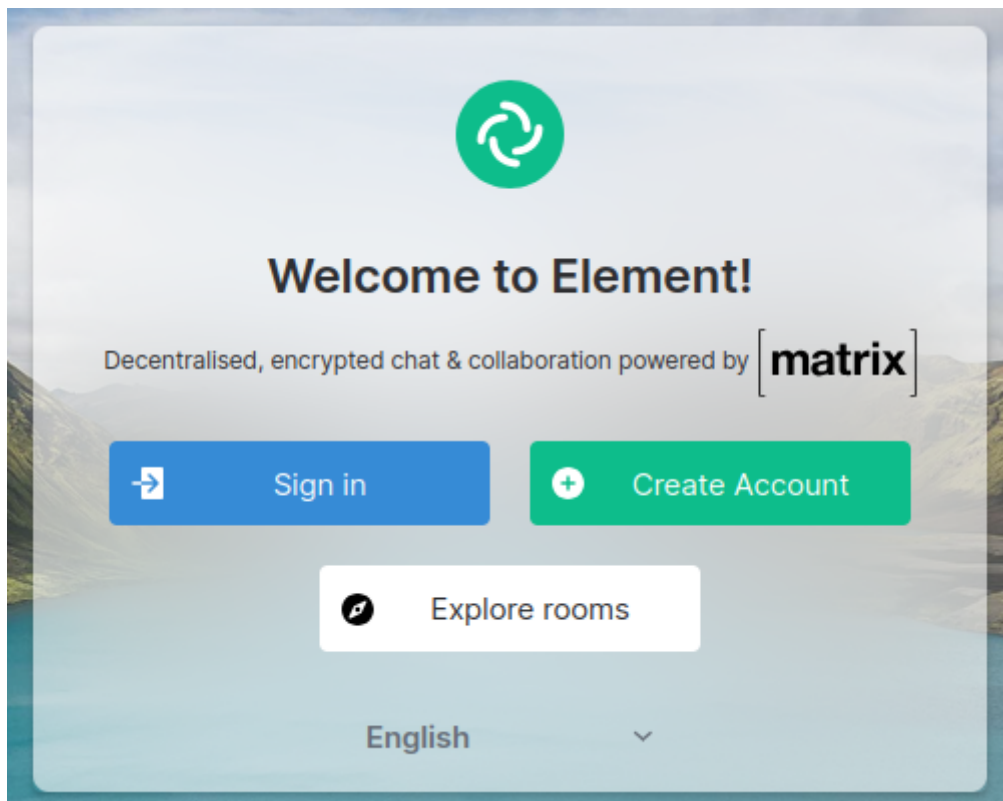 Welcome to Element!
Decentralised, encrypted chat & collaboration powered by [matrix]
Sign in
Create Account
Explore rooms
English